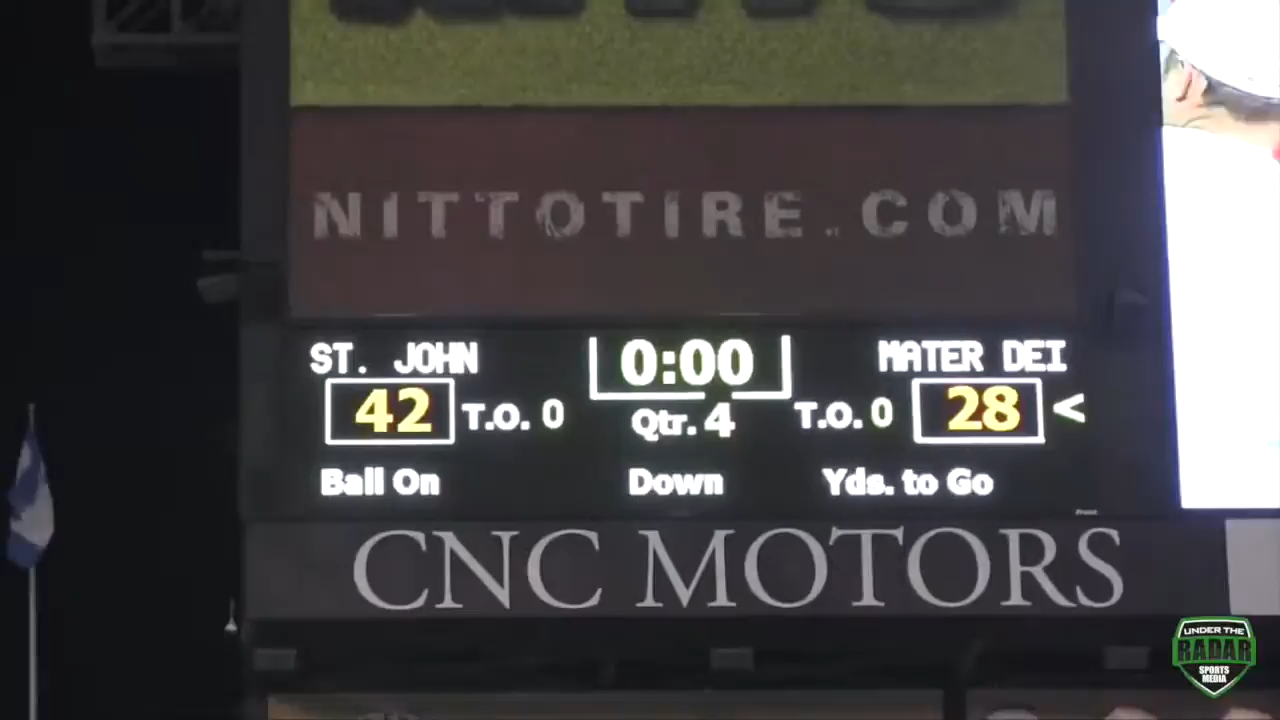 NITTOTIRE.COM
ST. JOHN 0:00 MATER DEI
42 T.O. 0 Qtr. 4 T.O. 0 28 <
Ball On Down Yds. to Go
CNC MOTORS
UNDER THE
RADAR
SPORTS
MEDIA